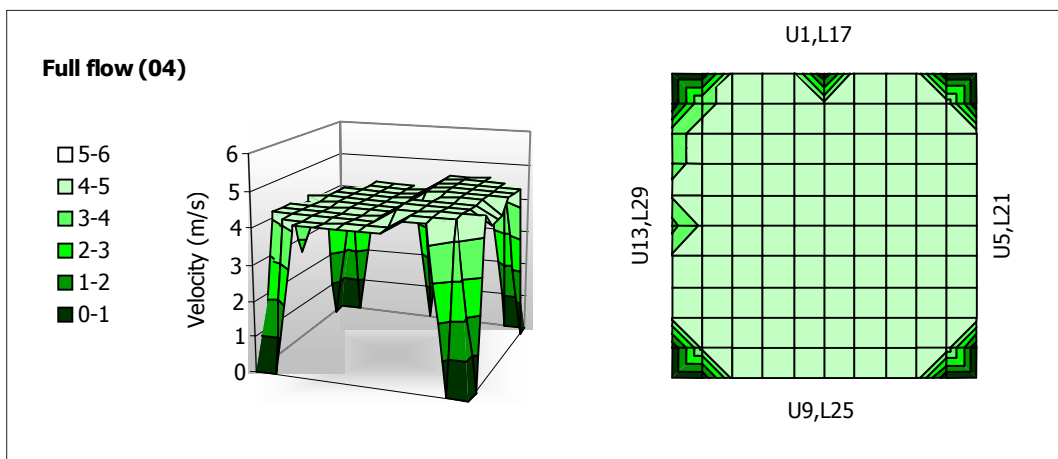 Full flow (04)
5-6
4-5
3-4
2-3
1-2
0-1
Velocity (m/s)
6
5
4
3
2
1
0
U1,L17
U13,L29
U5,L21
U9,L25